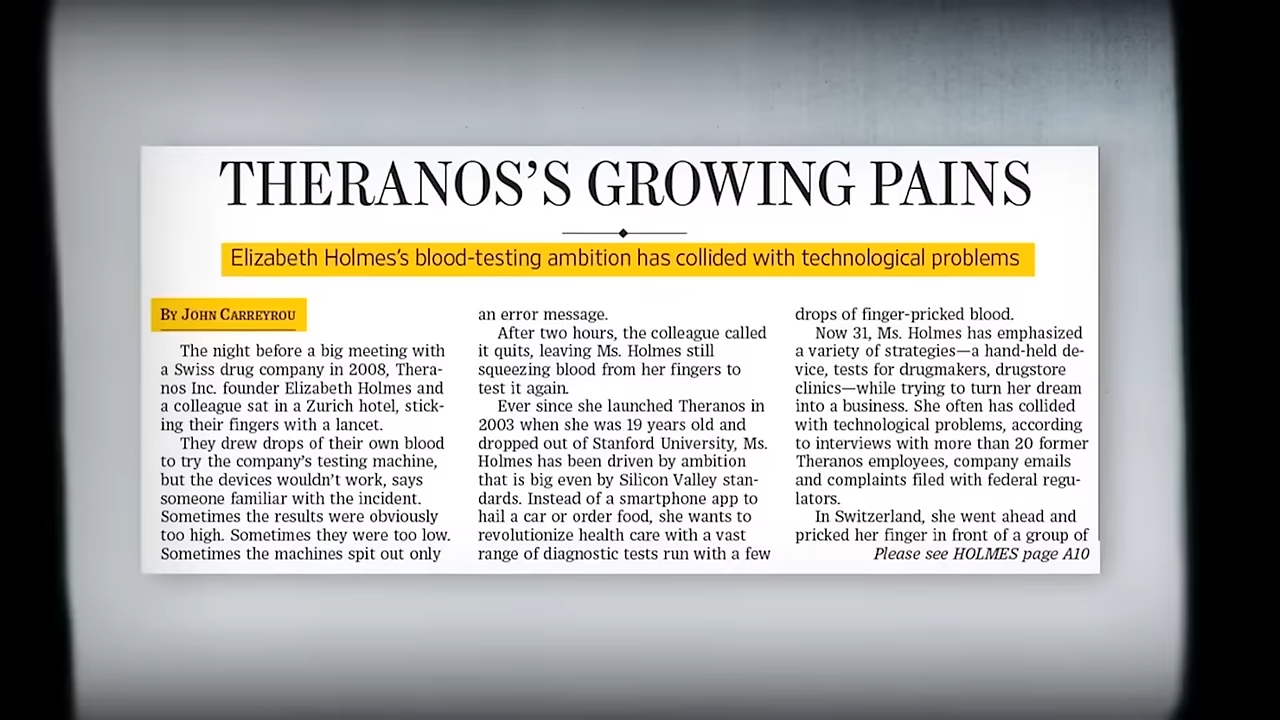 THERANOS’S GROWING PAINS
Elizabeth Holmes’s blood-testing ambition has collided with technological problems
By John Carreyrou
The night before a big meeting with
a Swiss drug company in 2008, Thera-
nos Inc. founder Elizabeth Holmes and
a colleague sat in a Zurich hotel, stick-
ing their fingers with a lancet.
They drew drops of their own blood
to try the company’s testing machine,
but the devices wouldn’t work, says
someone familiar with the incident.
Sometimes the results were obviously
too high. Sometimes they were too low.
Sometimes the machines spit out only
an error message.
After two hours, the colleague called
it quits, leaving Ms. Holmes still
squeezing blood from her fingers to
test it again.
Ever since she launched Theranos in
2003 when she was 19 years old and
dropped out of Stanford University, Ms.
Holmes has been driven by ambition
that is big even by Silicon Valley stan-
dards. Instead of a smartphone app to
hail a car or order food, she wants to
revolutionize health care with a vast
range of diagnostic tests run with a few
drops of finger-pricked blood.
Now 31, Ms. Holmes has emphasized
a variety of strategies—a hand-held de-
vice, tests for drugmakers, drugstore
clinics—while trying to turn her dream
into a business. She often has collided
with technological problems, according
to interviews with more than 20 former
Theranos employees, company emails
and complaints filed with federal regu-
lators.
In Switzerland, she went ahead and
pricked her finger in front of a group of
Please see HOLMES page A10